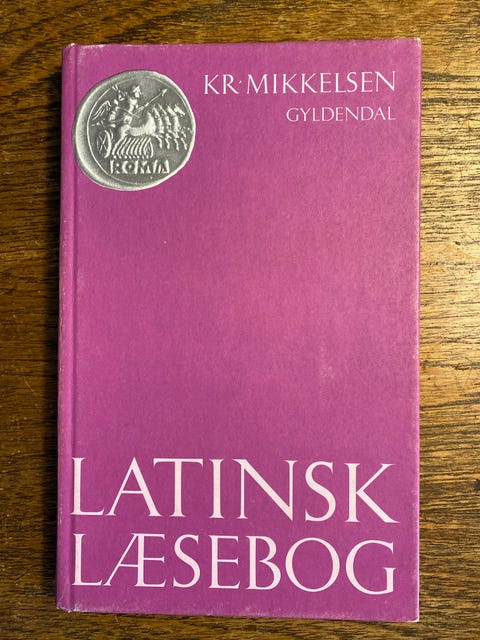 KR·MIKKELSEN
GYLDENDAL
ROMA
LATINSK
LÆSEBOG